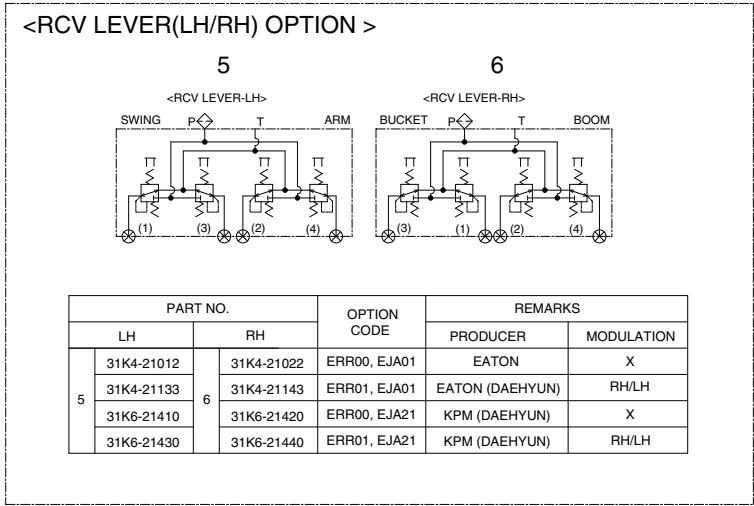 <RCV LEVER(LH/RH) OPTION >
5 6
<RCV LEVER-LH> <RCV LEVER-RH>
SWING P T ARM BUCKET P T BOOM
(1) (3) (2) (4) (3) (1) (2) (4)
PART NO. OPTION CODE REMARKS
LH RH PRODUCER MODULATION
5 31K4-21012 6 31K4-21022 ERR00, EJA01 EATON X
31K4-21133 31K4-21143 ERR01, EJA01 EATON (DAEHYUN) RH/LH
31K6-21410 31K6-21420 ERR00, EJA21 KPM (DAEHYUN) X
31K6-21430 31K6-21440 ERR01, EJA21 KPM (DAEHYUN) RH/LH